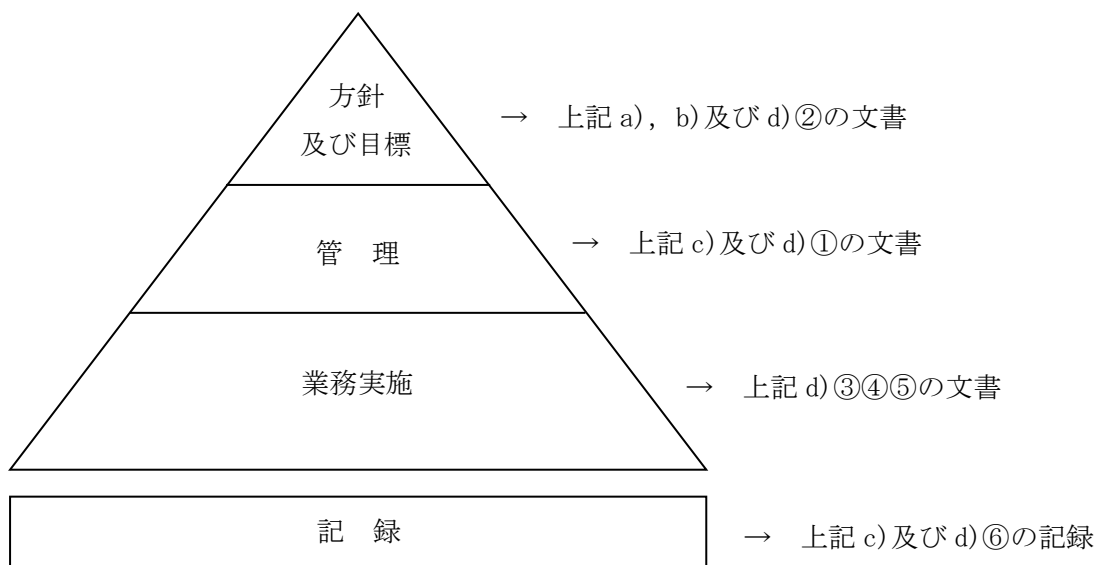 方針
及び目標
→ 上記 a), b)及び d)②の文書
管 理
→ 上記 c)及び d)①の文書
業務実施
→ 上記 d)③④⑤の文書
記 録
→ 上記 c)及び d)⑥の記録